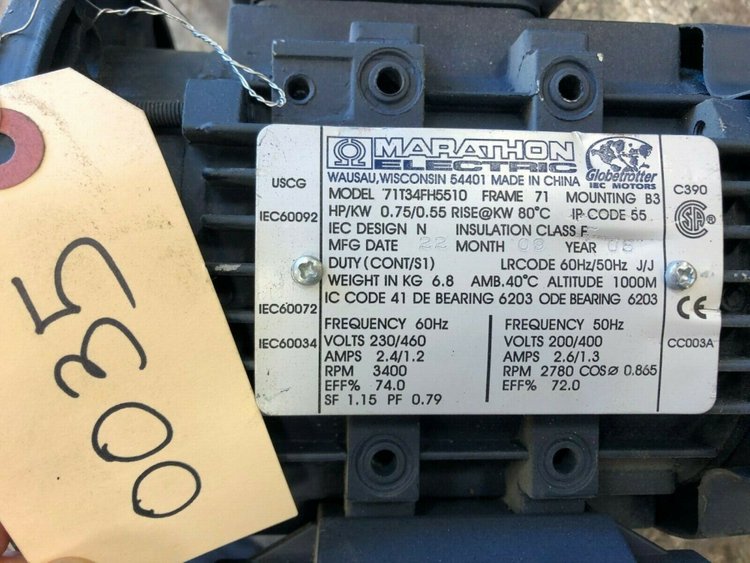 0035
MARATHON
ELECTRIC
Globetrotter
IEC MOTORS
WAUSAU, WISCONSIN 54401 MADE IN CHINA
USCG
C390
MODEL 71T34FH5510 FRAME 71 MOUNTING B3
IEC60092
HP/KW 0.75/0.55 RISE@KW 80°C IP CODE 55
IEC DESIGN N INSULATION CLASS F
MFG DATE 22 MONTH 09 YEAR
DUTY (CONT/S1) LRCODE 60Hz/50Hz J/J
WEIGHT IN KG 6.8 AMB.40°C ALTITUDE 1000M
IC CODE 41 DE BEARING 6203 ODE BEARING 6203
SA
CE
IEC60072
IEC60034
CC003A
FREQUENCY 60Hz
VOLTS 230/460
AMPS 2.4/1.2
RPM 3400
EFF% 74.0
SF 1.15 PF 0.79
FREQUENCY 50Hz
VOLTS 200/400
AMPS 2.6/1.3
RPM 2780 COSø 0.865
EFF% 72.0